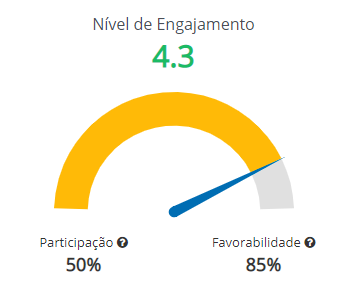 Nível de Engajamento
4.3
Participação ?
Favorabilidade ?
50%
85%